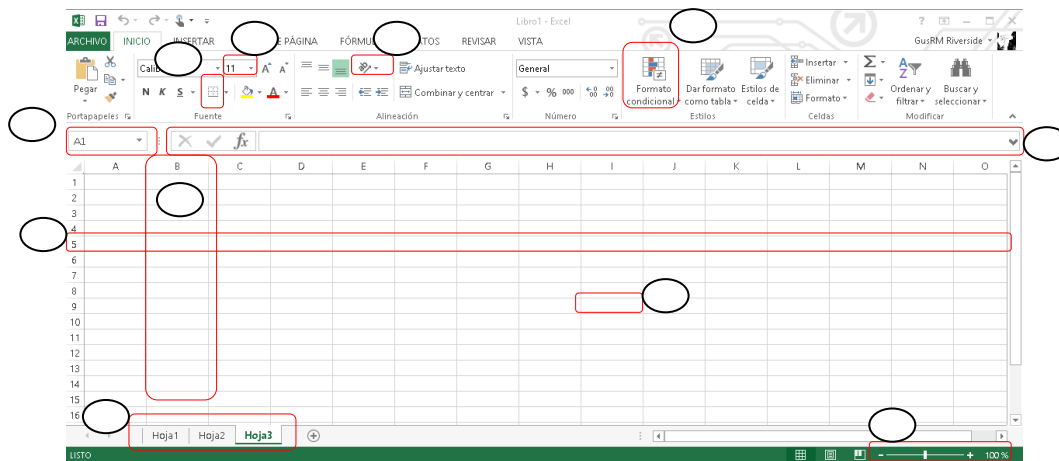 Libro1 - Excel
ARCHIVO INICIO INSERTAR E PÁGINA FÓRMU ATOS REVISAR VISTA GusRM Riverside
Pegar
Calib 11
N K S
Ajustar texto
Combinar y centrar
General
$ % 000
Formato condicional
Dar formato como tabla
Estilos de celda
Insertar
Eliminar
Formato
Ordenar y filtrar
Buscar y seleccionar
Portapapeles Fuente Alineación Número Estilos Celdas Modificar
A1 fx
A B C D E F G H I J K L M N O
1
2
3
4
5
6
7
8
9
10
11
12
13
14
15
16
Hoja1 Hoja2 Hoja3
LISTO 100 %